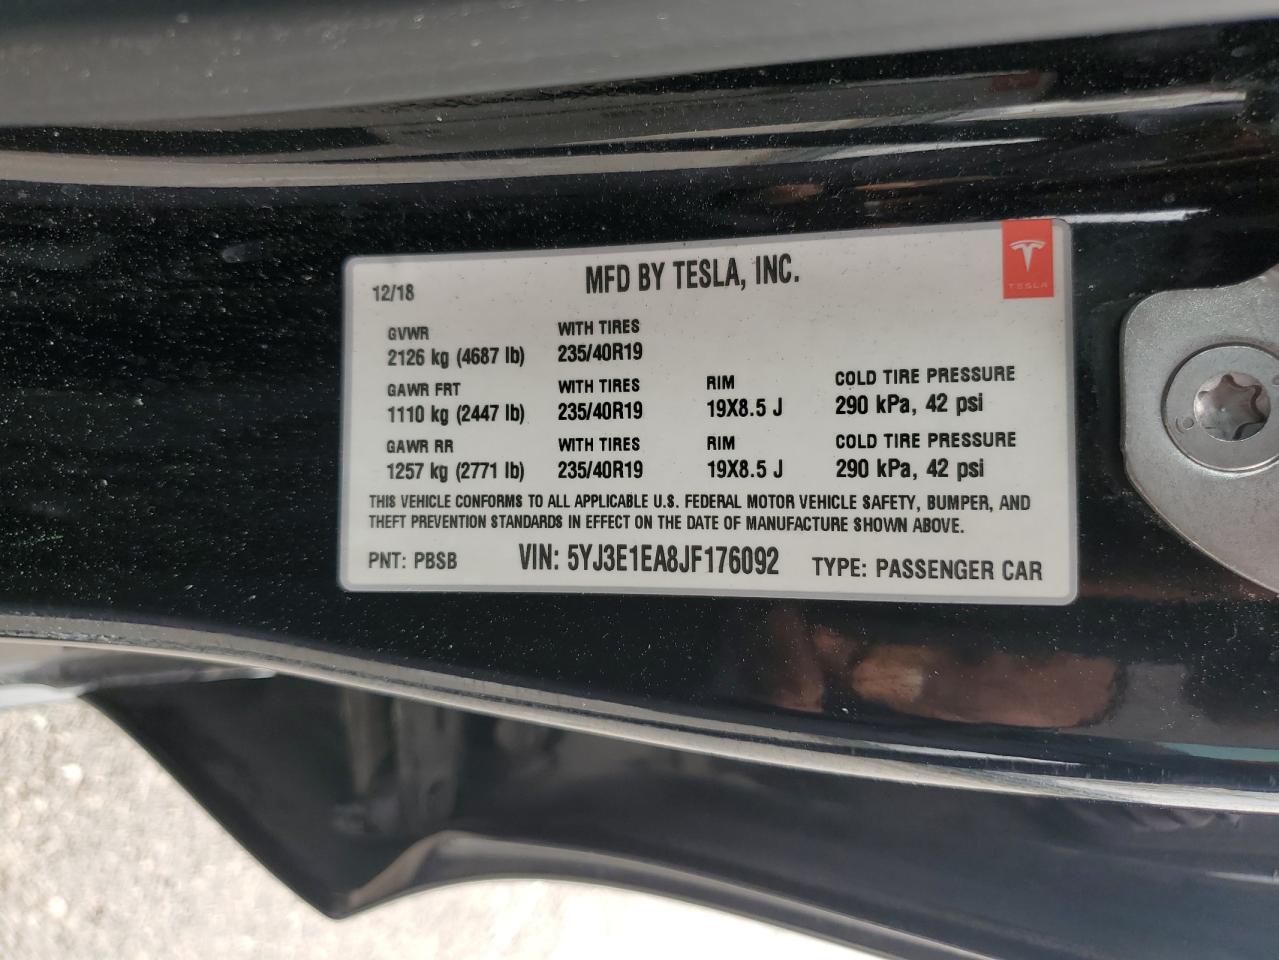 12/18 MFD BY TESLA, INC. TESLA
GVWR WITH TIRES
2126 kg (4687 lb) 235/40R19
GAWR FRT WITH TIRES RIM COLD TIRE PRESSURE
1110 kg (2447 lb) 235/40R19 19X8.5 J 290 kPa, 42 psi
GAWR RR WITH TIRES RIM COLD TIRE PRESSURE
1257 kg (2771 lb) 235/40R19 19X8.5 J 290 kPa, 42 psi
THIS VEHICLE CONFORMS TO ALL APPLICABLE U.S. FEDERAL MOTOR VEHICLE SAFETY, BUMPER, AND
THEFT PREVENTION STANDARDS IN EFFECT ON THE DATE OF MANUFACTURE SHOWN ABOVE.
PNT: PBSB VIN: 5YJ3E1EA8JF176092 TYPE: PASSENGER CAR